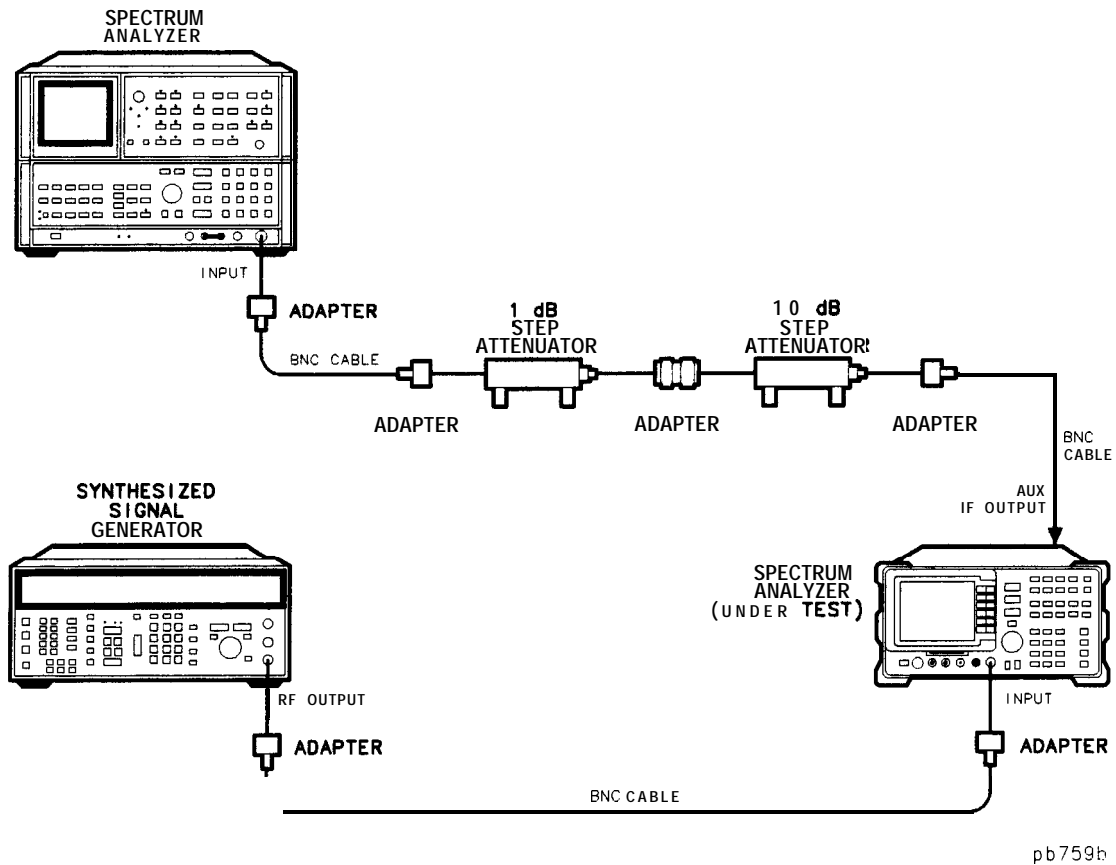 SPECTRUM
ANALYZER
INPUT
ADAPTER
BNC CABLE
1 dB
STEP
ATTENUATOR
10 dB
STEP
ATTENUATOR
ADAPTER
ADAPTER
ADAPTER
BNC
CABLE
AUX
IF OUTPUT
SYNTHESIZED
SIGNAL
GENERATOR
SPECTRUM
ANALYZER
(UNDER TEST)
RF OUTPUT
INPUT
ADAPTER
ADAPTER
BNC CABLE
pb759b